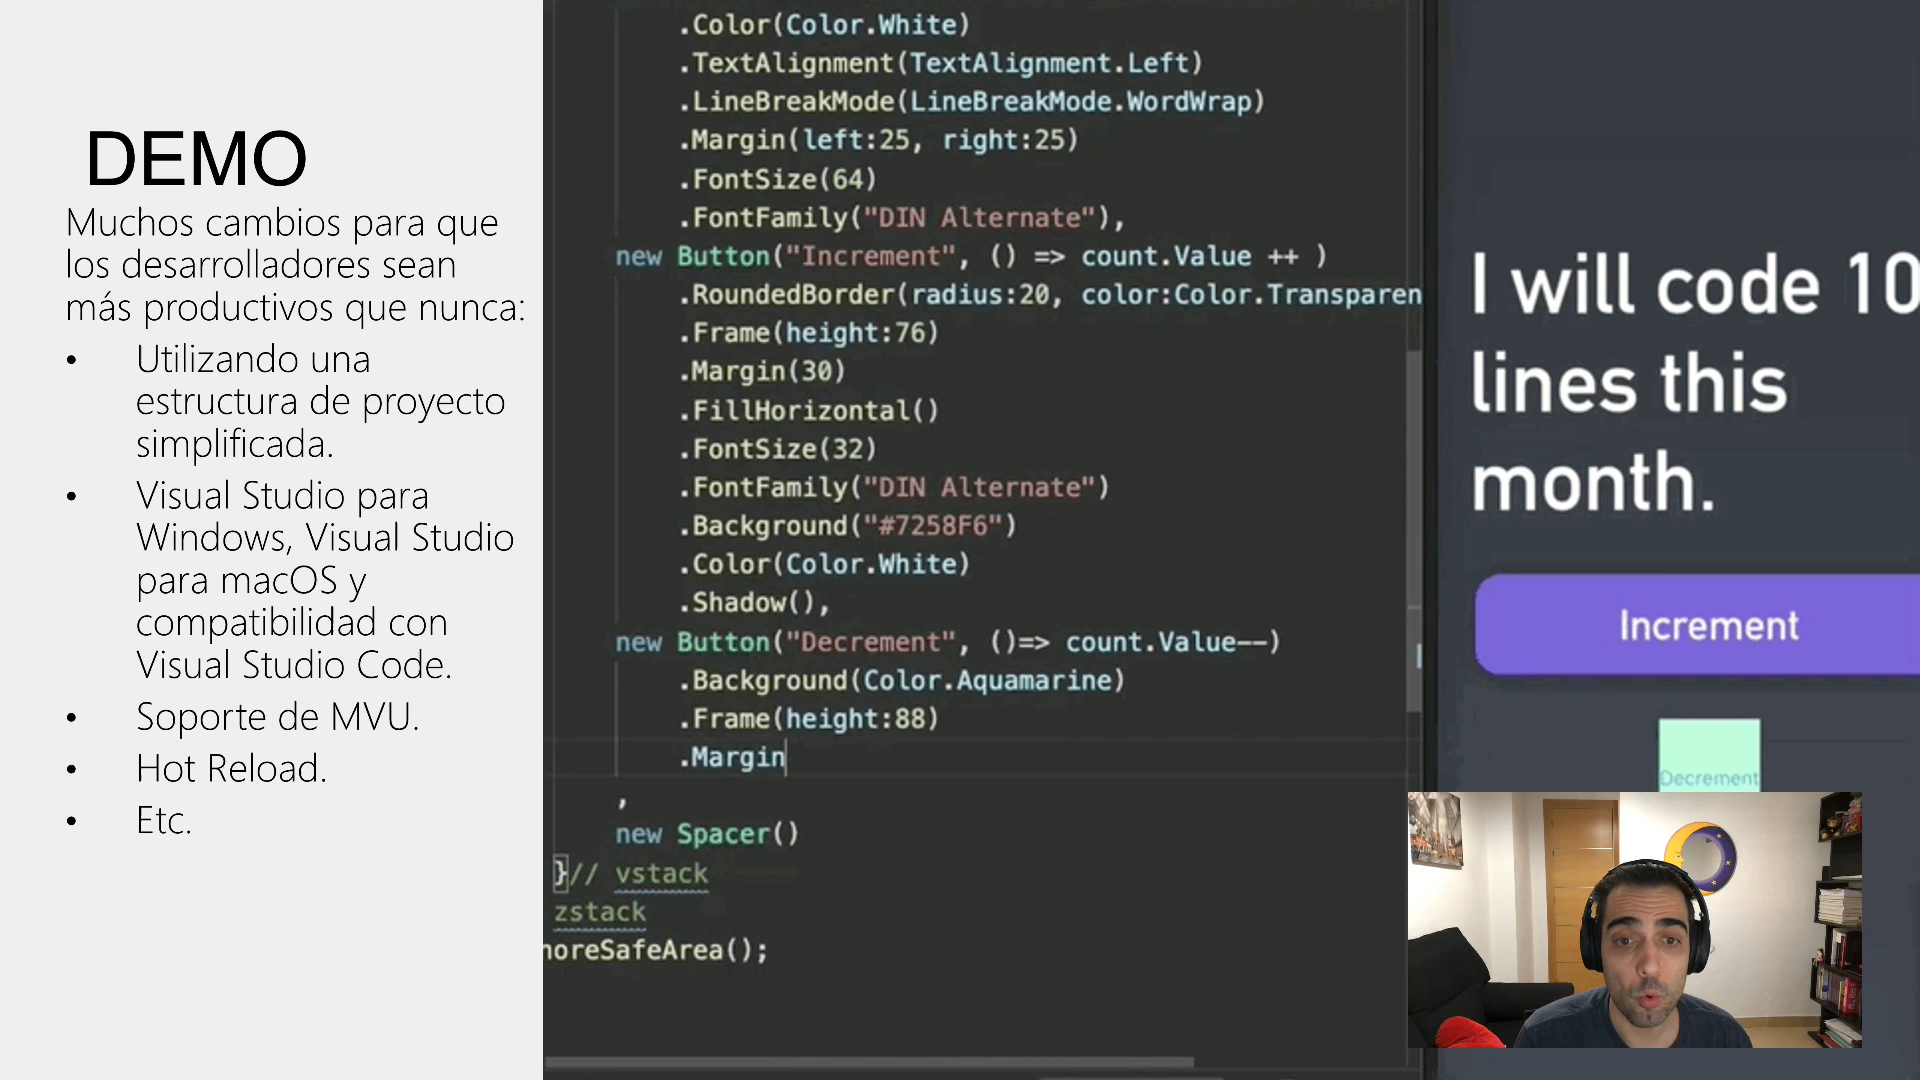 DEMO
Muchos cambios para que
los desarrolladores sean
más productivos que nunca:
• Utilizando una
estructura de proyecto
simplificada.
• Visual Studio para
Windows, Visual Studio
para macOS y
compatibilidad con
Visual Studio Code.
• Soporte de MVU.
• Hot Reload.
• Etc.
.Color(Color.White)
.TextAlignment(TextAlignment.Left)
.LineBreakMode(LineBreakMode.WordWrap)
.Margin(left:25, right:25)
.FontSize(64)
.FontFamily("DIN Alternate"),
new Button("Increment", () => count.Value ++ )
.RoundedBorder(radius:20, color:Color.Transparen
.Frame(height:76)
.Margin(30)
.FillHorizontal()
.FontSize(32)
.FontFamily("DIN Alternate")
.Background("#7258F6")
.Color(Color.White)
.Shadow(),
new Button("Decrement", ()=> count.Value--)
.Background(Color.Aquamarine)
.Frame(height:88)
.Margin
,
new Spacer()
}// vstack
zstack
noreSafeArea();
I will code 10
lines this
month.
Increment
Decrement